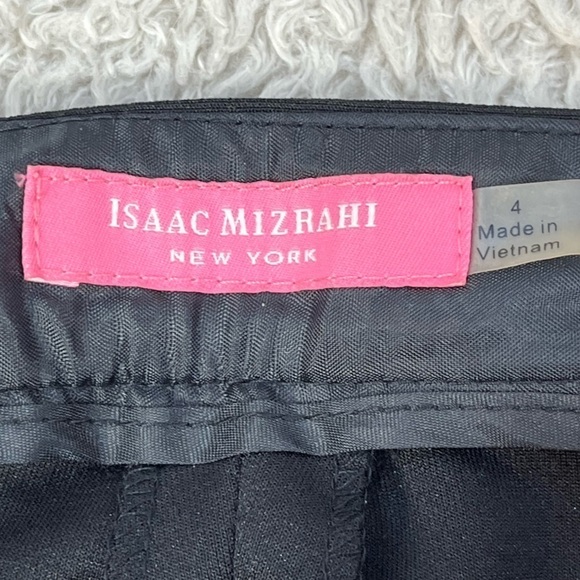 ISAAC MIZRAHI
NEW YORK
4
Made in
Vietnam